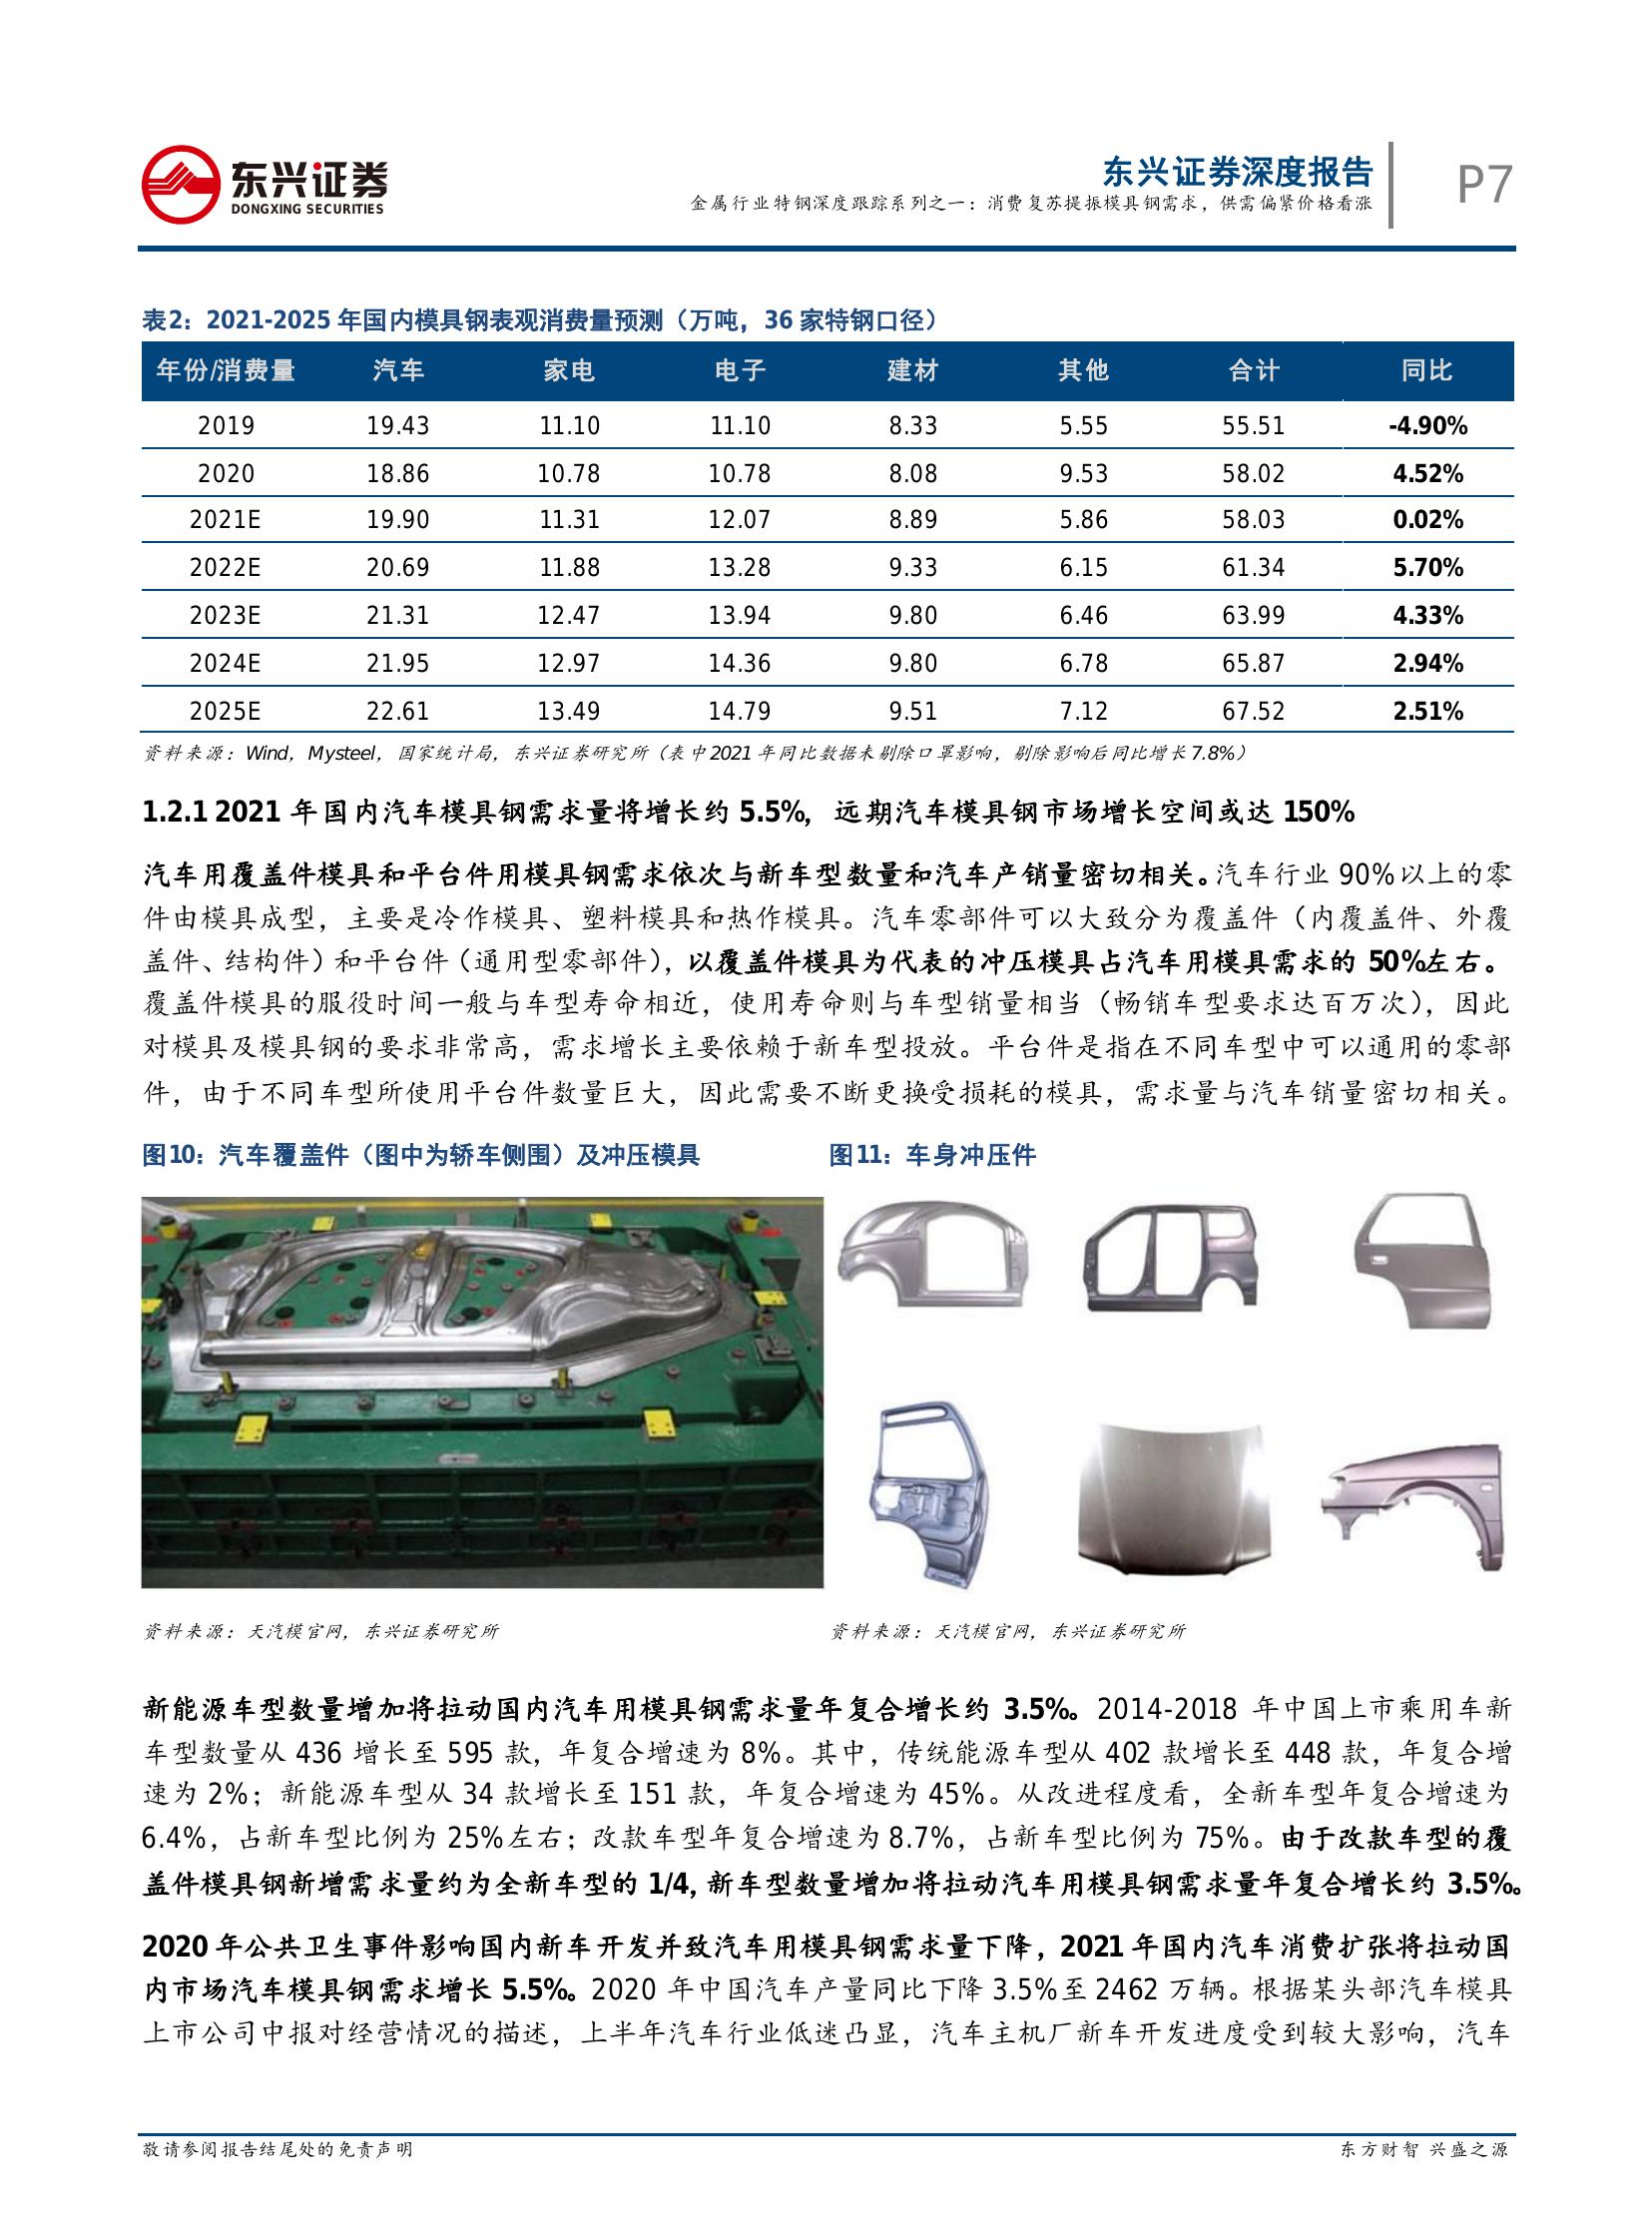 东兴证券
DONGXING SECURITIES
东兴证券深度报告
金属行业特钢深度跟踪系列之一：消费复苏提振模具钢需求，供需偏紧价格看涨
P7
表2：2021-2025 年国内模具钢表观消费量预测（万吨，36 家特钢口径）
年份/消费量 汽车 家电 电子 建材 其他 合计 同比
2019 19.43 11.10 11.10 8.33 5.55 55.51 -4.90%
2020 18.86 10.78 10.78 8.08 9.53 58.02 4.52%
2021E 19.90 11.31 12.07 8.89 5.86 58.03 0.02%
2022E 20.69 11.88 13.28 9.33 6.15 61.34 5.70%
2023E 21.31 12.47 13.94 9.80 6.46 63.99 4.33%
2024E 21.95 12.97 14.36 9.80 6.78 65.87 2.94%
2025E 22.61 13.49 14.79 9.51 7.12 67.52 2.51%
资料来源：Wind，Mysteel，国家统计局，东兴证券研究所（表中2021 年同比数据未剔除口罩影响，剔除影响后同比增长7.8%）
1.2.1 2021 年国内汽车模具钢需求量将增长约 5.5%，远期汽车模具钢市场增长空间或达 150%
汽车用覆盖件模具和平台件用模具钢需求依次与新车型数量和汽车产销量密切相关。汽车行业 90%以上的零
件由模具成型，主要是冷作模具、塑料模具和热作模具。汽车零部件可以大致分为覆盖件（内覆盖件、外覆
盖件、结构件）和平台件（通用型零部件），以覆盖件模具为代表的冲压模具占汽车用模具需求的 50%左右。
覆盖件模具的服役时间一般与车型寿命相近，使用寿命则与车型销量相当（畅销车型要求达百万次），因此
对模具及模具钢的要求非常高，需求增长主要依赖于新车型投放。平台件是指在不同车型中可以通用的零部
件，由于不同车型所使用平台件数量巨大，因此需要不断更换受损耗的模具，需求量与汽车销量密切相关。
图10：汽车覆盖件（图中为轿车侧围）及冲压模具
图11：车身冲压件
资料来源：天汽模官网，东兴证券研究所
资料来源：天汽模官网，东兴证券研究所
新能源车型数量增加将拉动国内汽车用模具钢需求量年复合增长约 3.5%。2014-2018 年中国上市乘用车新
车型数量从 436 增长至 595 款，年复合增速为 8%。其中，传统能源车型从 402 款增长至 448 款，年复合增
速为 2%；新能源车型从 34 款增长至 151 款，年复合增速为 45%。从改进程度看，全新车型年复合增速为
6.4%，占新车型比例为 25%左右；改款车型年复合增速为 8.7%，占新车型比例为 75%。由于改款车型的覆
盖件模具钢新增需求量约为全新车型的 1/4，新车型数量增加将拉动汽车用模具钢需求量年复合增长约 3.5%。
2020 年公共卫生事件影响国内新车开发并致汽车用模具钢需求量下降，2021 年国内汽车消费扩张将拉动国
内市场汽车模具钢需求增长 5.5%。2020 年中国汽车产量同比下降 3.5%至 2462 万辆。根据某头部汽车模具
上市公司中报对经营情况的描述，上半年汽车行业低迷凸显，汽车主机厂新车开发进度受到较大影响，汽车
敬请参阅报告结尾处的免责声明
东方财智 兴盛之源